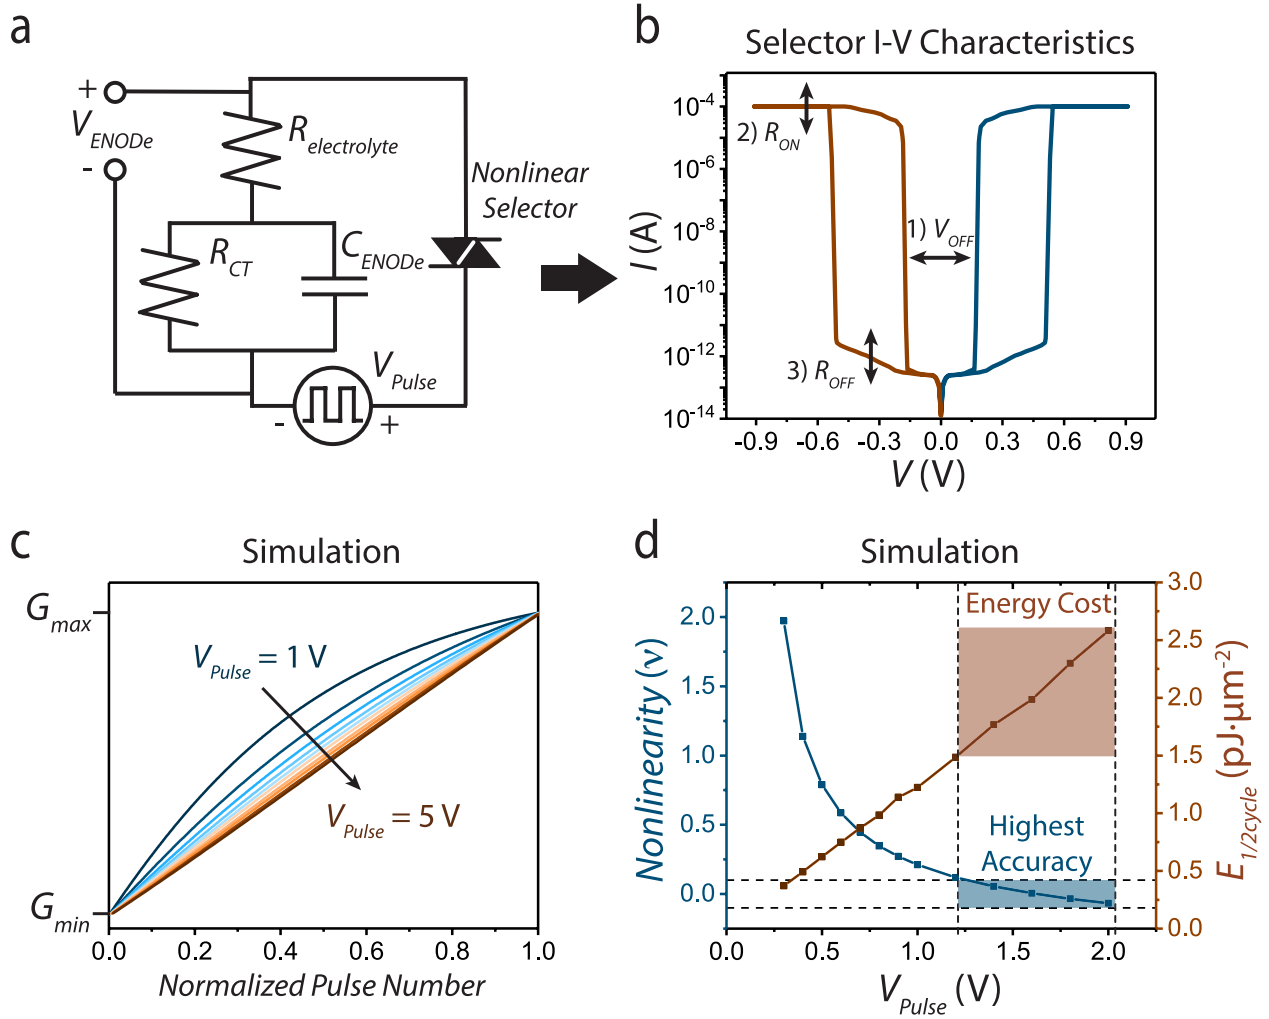 a
+
V_ENODe
-
R_electrolyte
Nonlinear
Selector
R_CT
C_ENODe
V_Pulse
-
+
b
Selector I-V Characteristics
10^-4
10^-6
10^-8
10^-10
10^-12
10^-14
I (A)
2) R_ON
1) V_OFF
3) R_OFF
-0.9 -0.6 -0.3 0.0 0.3 0.6 0.9
V (V)
c
Simulation
G_max
G_min
V_Pulse = 1 V
V_Pulse = 5 V
0.0 0.2 0.4 0.6 0.8 1.0
Normalized Pulse Number
d
Simulation
2.0
1.5
1.0
0.5
0.0
Nonlinearity (ν)
Energy Cost
Highest
Accuracy
3.0
2.5
2.0
1.5
1.0
0.5
0.0
E_1/2cycle (pJ·μm^-2)
0.0 0.5 1.0 1.5 2.0
V_Pulse (V)